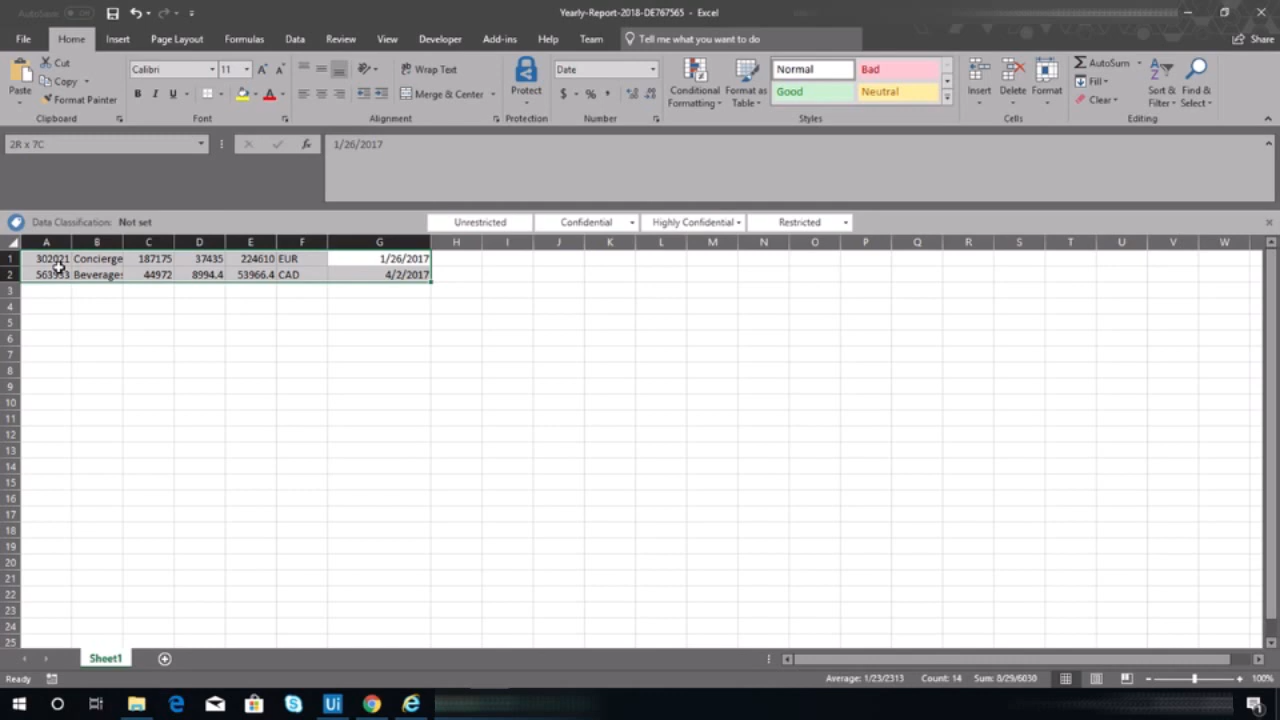 AutoSave Off Yearly-Report-2018-DE767565 - Excel
File Home Insert Page Layout Formulas Data Review View Developer Add-ins Help Team Tell me what you want to do Share
Paste Cut Calibri 11 Wrap Text Protect Date Conditional Formatting Format as Table Normal Bad Insert Delete Format AutoSum Sort & Filter Find & Select
Copy Good Neutral Fill
Format Painter B I U Merge & Center $ % Clear
Clipboard Font Alignment Protection Number Styles Cells Editing
2R x 7C fx 1/26/2017
Data Classification: Not set Unrestricted Confidential Highly Confidential Restricted
A B C D E F G H I J K L M N O P Q R S T U V W
1 302021 Concierge 187175 37435 224610 EUR 1/26/2017
2 Beverages 44972 8994.4 53966.4 CAD 4/2/2017
3
4
5
6
7
8
9
10
11
12
13
14
15
16
17
18
19
20
21
22
23
24
25
Sheet1
Ready Average: 1/23/2313 Count: 14 Sum: 8/29/6030 100%
Ui
1